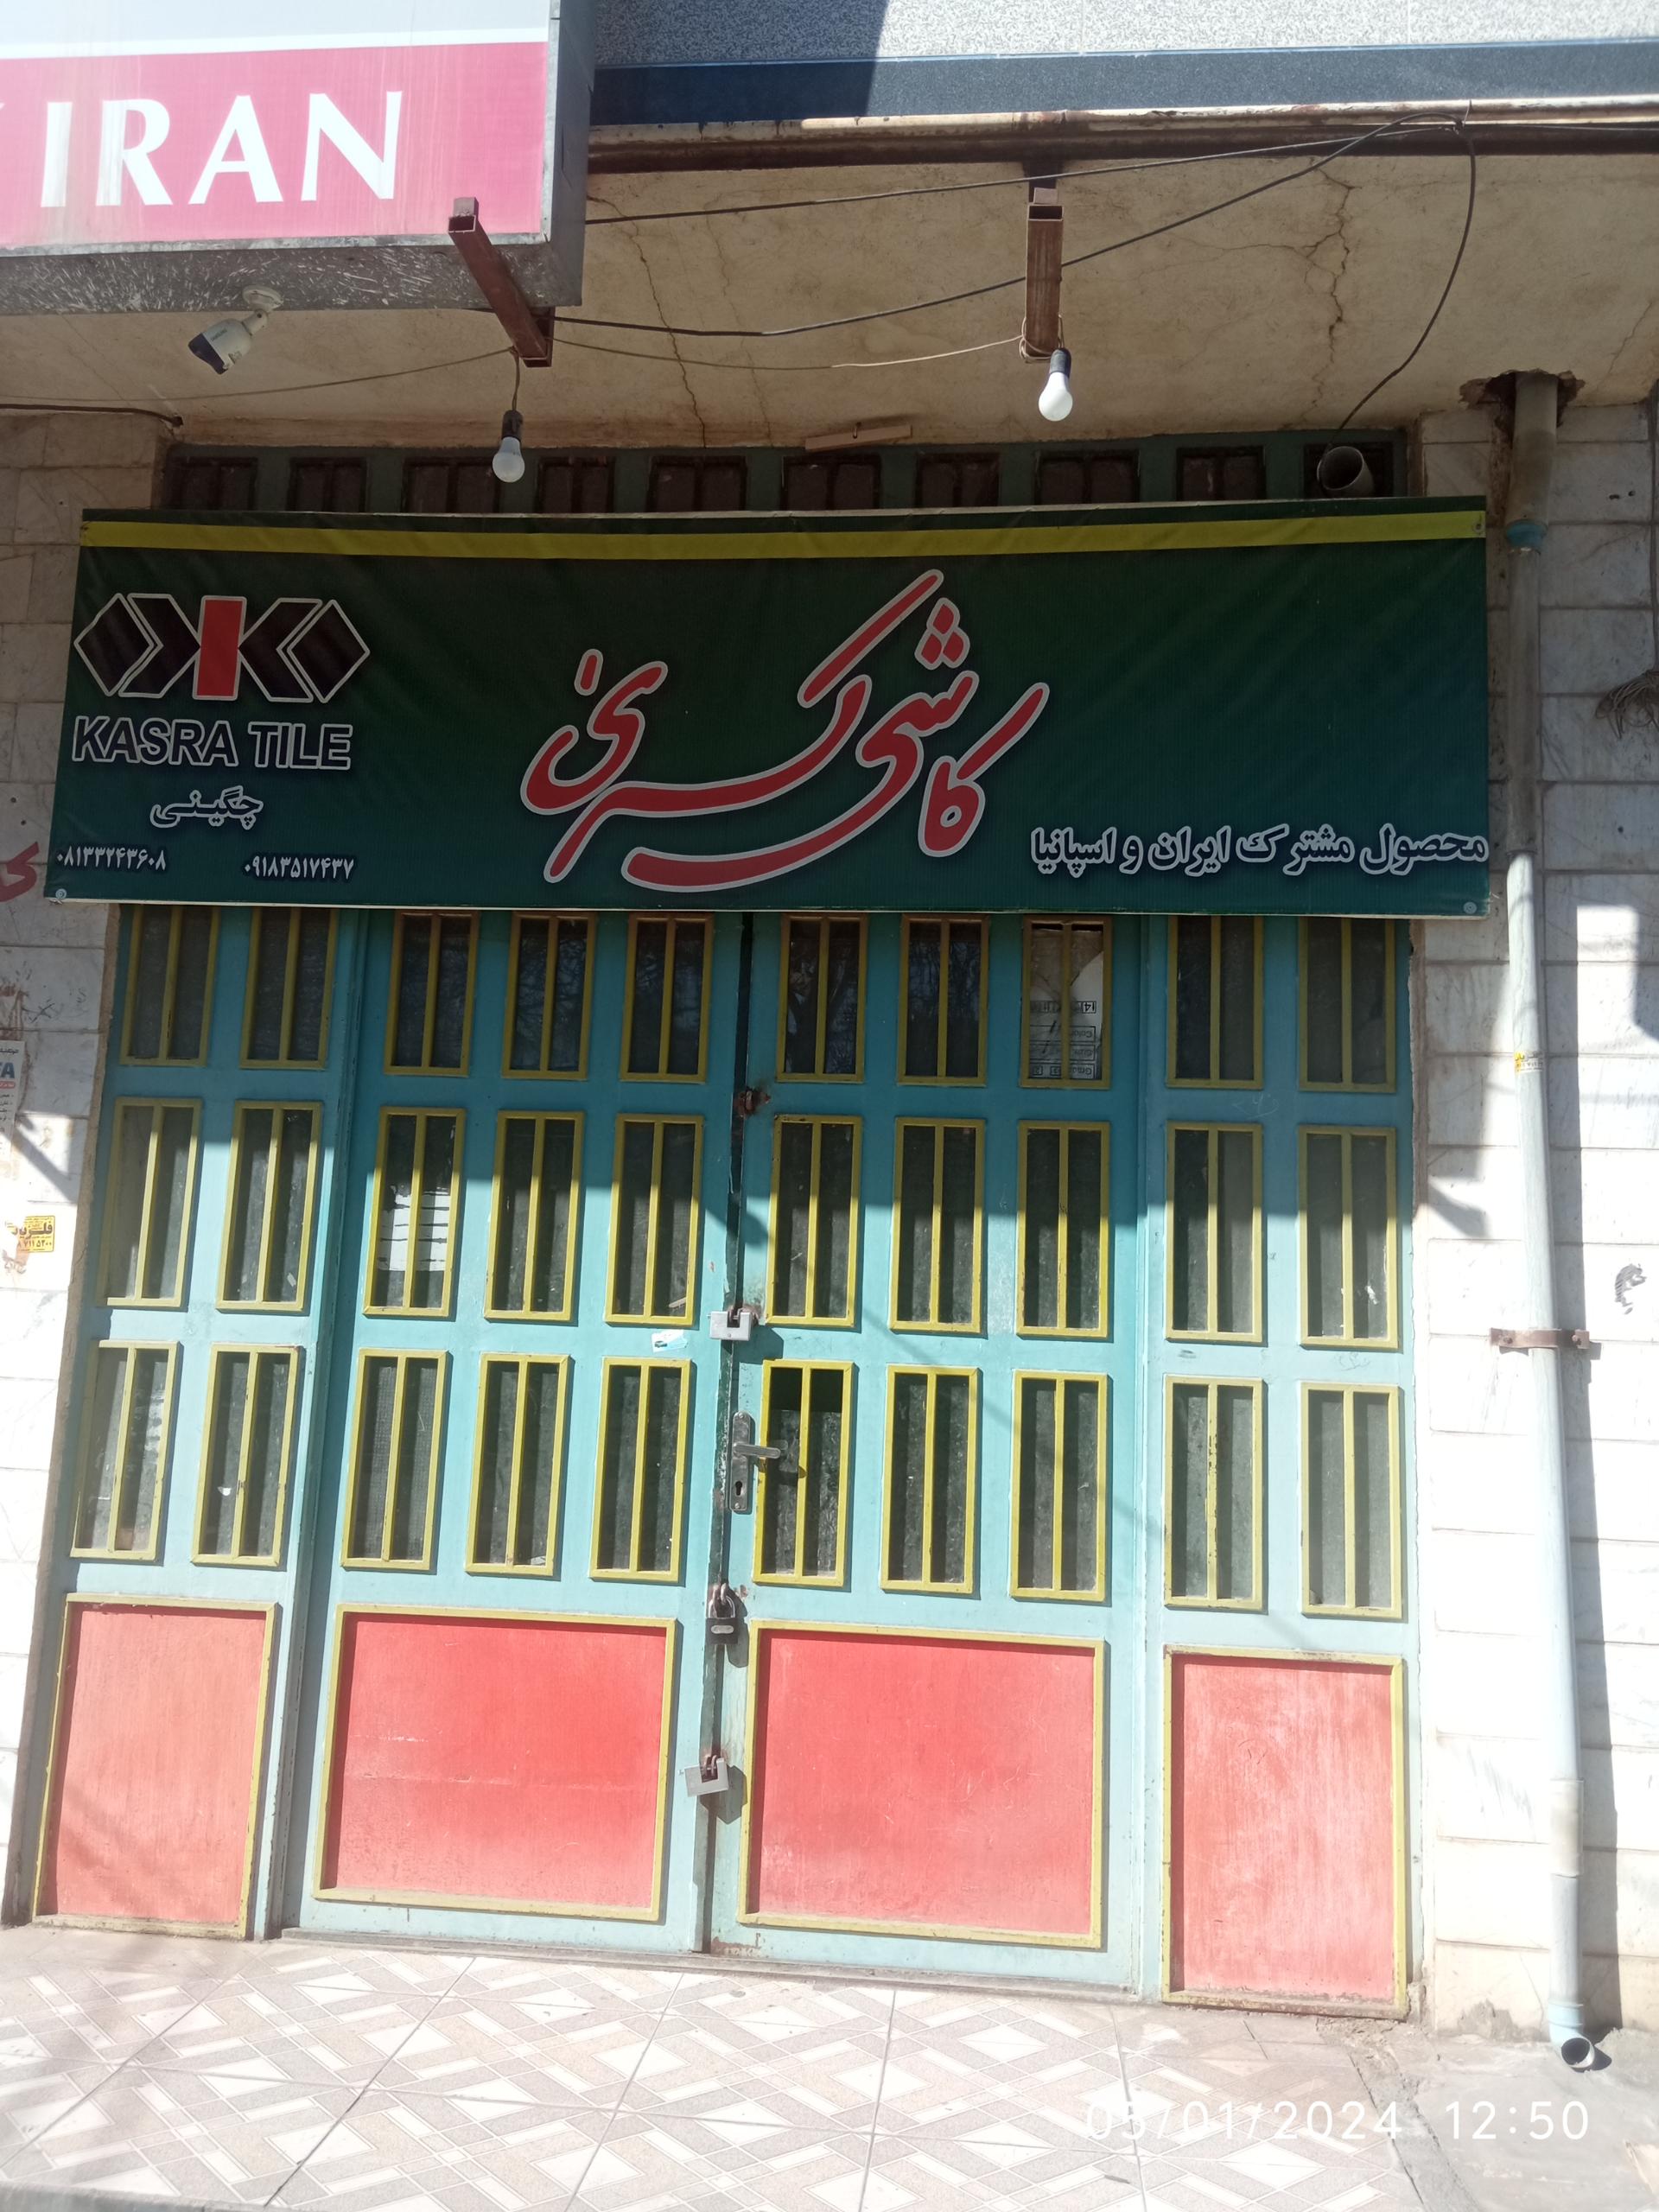 IRAN
KASRA TILE
کاشی کسری
چگینی
محصول مشترک ایران و اسپانیا
۰۸۱۳۳۲۴۳۶۰۸
۰۹۱۸۳۵۱۷۴۳۷
05/01/2024 12:50